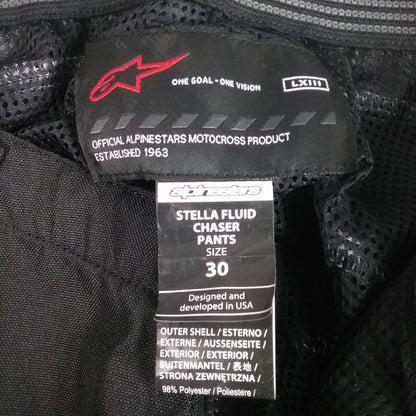 ONE GOAL - ONE VISION
LXIII
OFFICIAL ALPINESTARS MOTOCROSS PRODUCT
ESTABLISHED 1963
alpinestars
STELLA FLUID
CHASER
PANTS
SIZE
30
Designed and
developed in USA
OUTER SHELL / ESTERNO /
EXTERNE / AUSSENSEITE /
EXTERIOR / EXTERIOR /
BUITENMANTEL / 表地 /
STRONA ZEWNĘTRZNA /
98% Polyester / Poliestere /